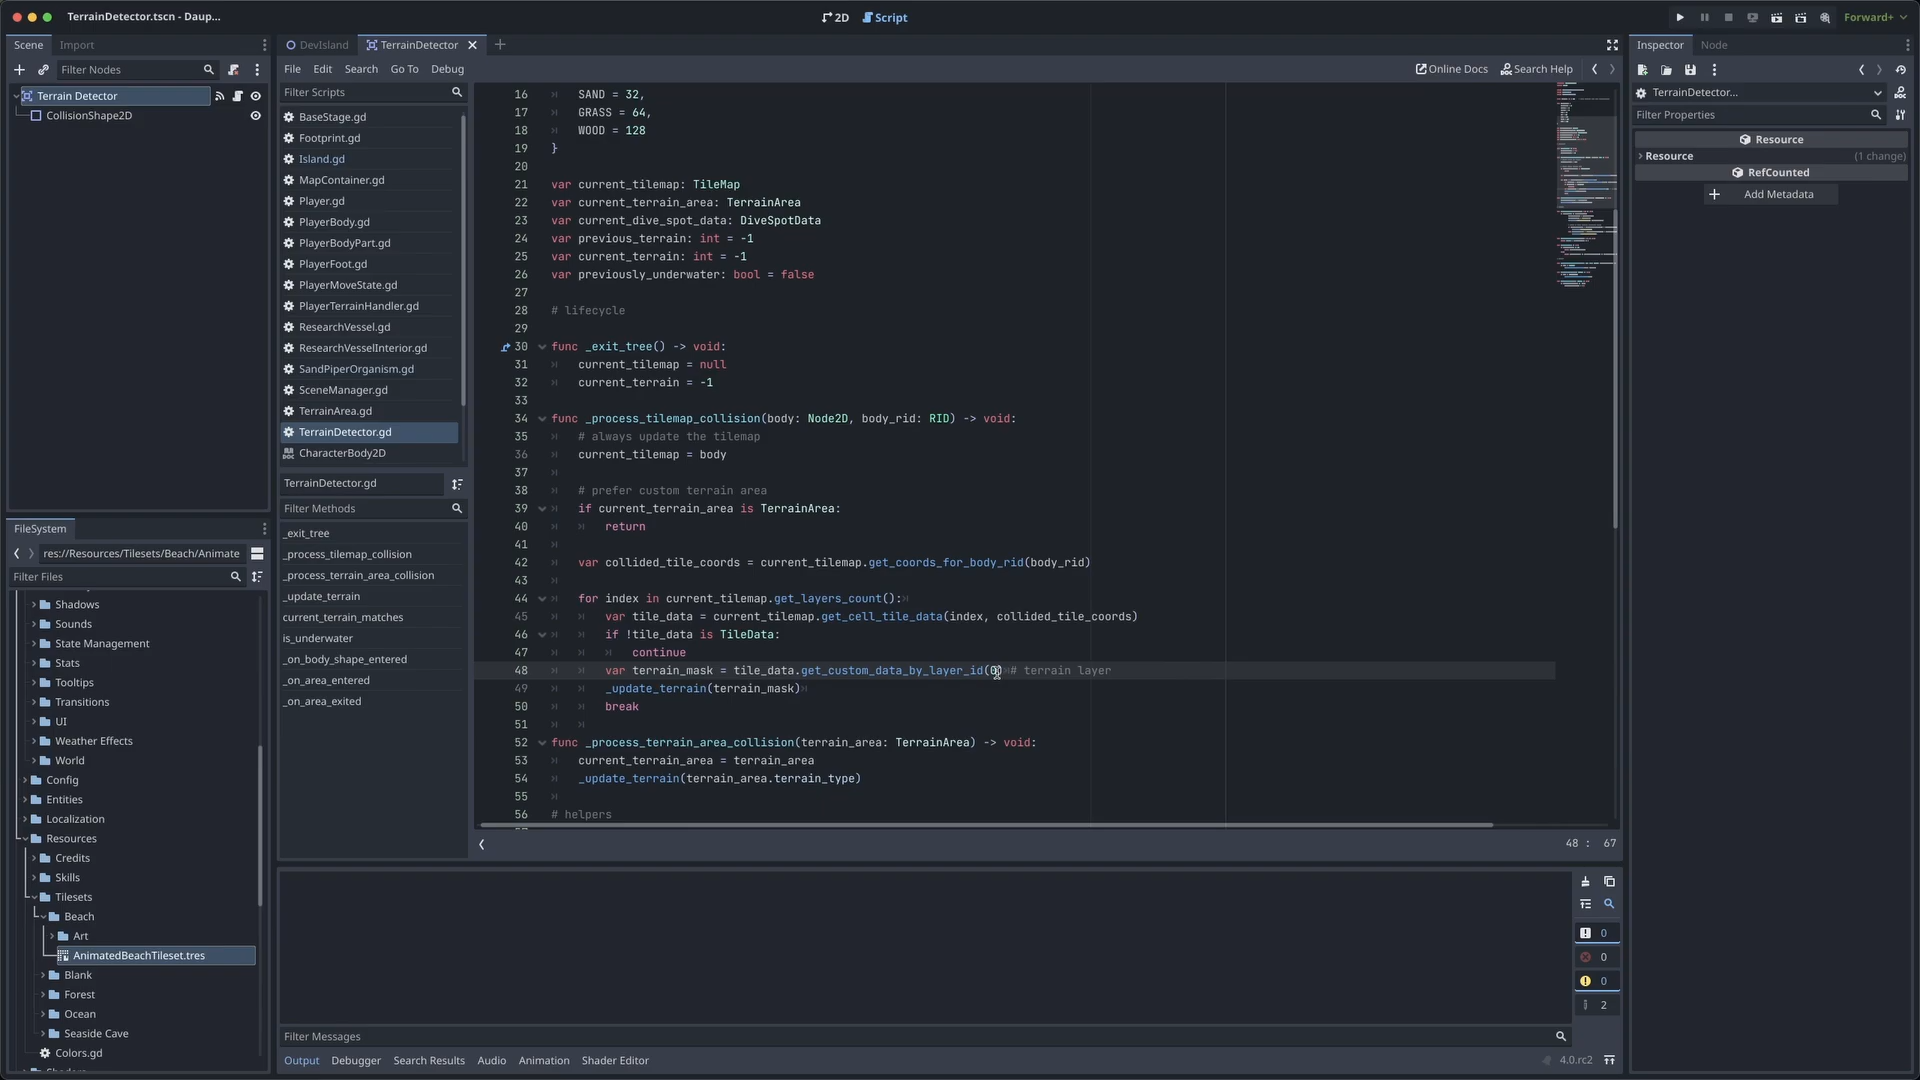 TerrainDetector.tscn - Daup...
2D
Script
Forward+
Scene
Import
Filter Nodes
Terrain Detector
CollisionShape2D
DevIsland
TerrainDetector
File Edit Search Go To Debug
Online Docs
Search Help
Filter Scripts
BaseStage.gd
Footprint.gd
Island.gd
MapContainer.gd
Player.gd
PlayerBody.gd
PlayerBodyPart.gd
PlayerFoot.gd
PlayerMoveState.gd
PlayerTerrainHandler.gd
ResearchVessel.gd
ResearchVesselInterior.gd
SandPiperOrganism.gd
SceneManager.gd
TerrainArea.gd
TerrainDetector.gd
CharacterBody2D
TerrainDetector.gd
Filter Methods
_exit_tree
_process_tilemap_collision
_process_terrain_area_collision
_update_terrain
current_terrain_matches
is_underwater
_on_body_shape_entered
_on_area_entered
_on_area_exited
16 SAND = 32,
17 GRASS = 64,
18 WOOD = 128
19 }
20
21 var current_tilemap: TileMap
22 var current_terrain_area: TerrainArea
23 var current_dive_spot_data: DiveSpotData
24 var previous_terrain: int = -1
25 var current_terrain: int = -1
26 var previously_underwater: bool = false
27
28 # lifecycle
29
30 func _exit_tree() -> void:
31 current_tilemap = null
32 current_terrain = -1
33
34 func _process_tilemap_collision(body: Node2D, body_rid: RID) -> void:
35 # always update the tilemap
36 current_tilemap = body
37
38 # prefer custom terrain area
39 if current_terrain_area is TerrainArea:
40 return
41
42 var collided_tile_coords = current_tilemap.get_coords_for_body_rid(body_rid)
43
44 for index in current_tilemap.get_layers_count():
45 var tile_data = current_tilemap.get_cell_tile_data(index, collided_tile_coords)
46 if !tile_data is TileData:
47 continue
48 var terrain_mask = tile_data.get_custom_data_by_layer_id(0) # terrain layer
49 _update_terrain(terrain_mask)
50 break
51
52 func _process_terrain_area_collision(terrain_area: TerrainArea) -> void:
53 current_terrain_area = terrain_area
54 _update_terrain(terrain_area.terrain_type)
55
56 # helpers
48 : 67
Inspector
Node
TerrainDetector...
Filter Properties
Resource
Resource (1 change)
RefCounted
Add Metadata
FileSystem
res://Resources/Tilesets/Beach/Animate
Filter Files
Shadows
Sounds
State Management
Stats
Tooltips
Transitions
UI
Weather Effects
World
Config
Entities
Localization
Resources
Credits
Skills
Tilesets
Beach
Art
AnimatedBeachTileset.tres
Blank
Forest
Ocean
Seaside Cave
Colors.gd
0
0
0
2
Filter Messages
Output Debugger Search Results Audio Animation Shader Editor
4.0.rc2